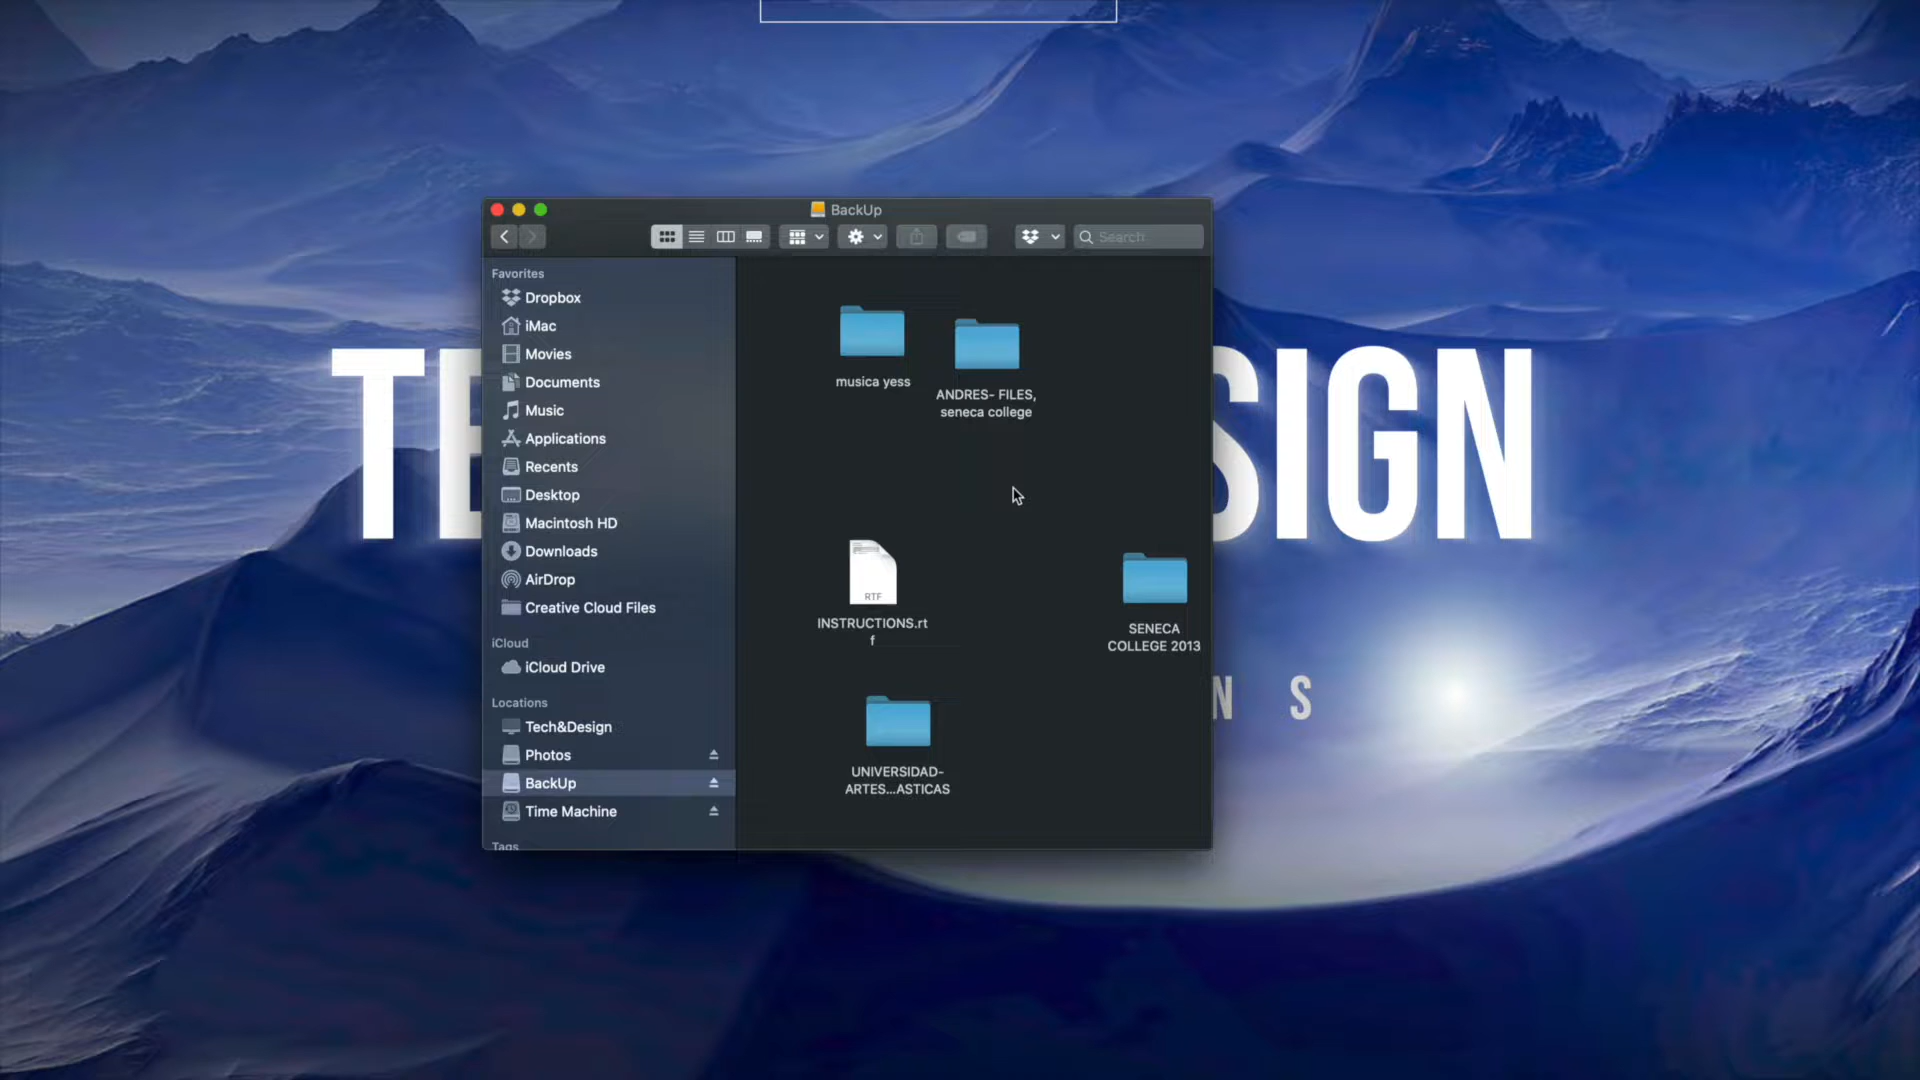 BackUp
Search
Favorites
Dropbox
iMac
Movies
Documents
Music
Applications
Recents
Desktop
Macintosh HD
Downloads
AirDrop
Creative Cloud Files
iCloud
iCloud Drive
Locations
Tech&Design
Photos
BackUp
Time Machine
Tags
musica yess
ANDRES- FILES,
seneca college
RTF
INSTRUCTIONS.rt
f
SENECA
COLLEGE 2013
UNIVERSIDAD-
ARTES...ASTICAS
TE
SIGN
N S